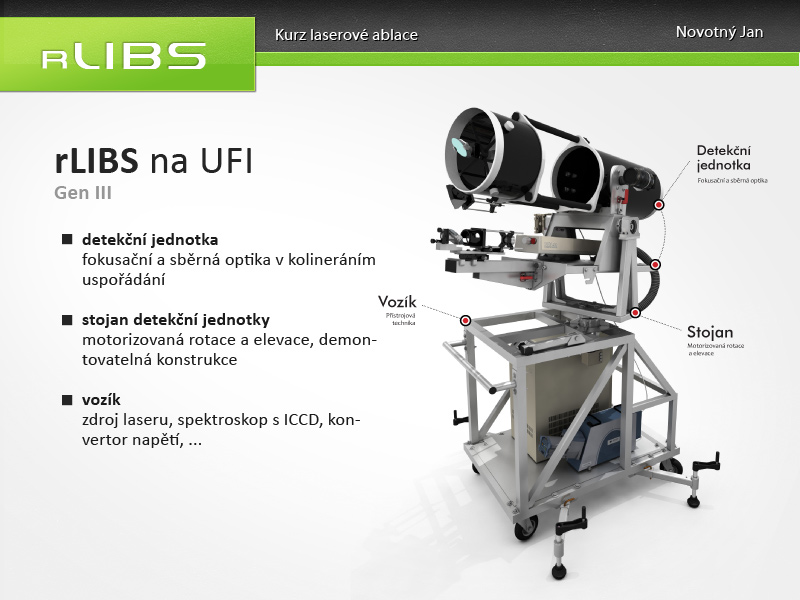 rLIBS
Kurz laserové ablace
Novotný Jan
rLIBS na UFI
Gen III
detekční jednotka
fokusační a sběrná optika v kolineráním
uspořádání
stojan detekční jednotky
motorizovaná rotace a elevace, demon-
tovatelná konstrukce
vozík
zdroj laseru, spektroskop s ICCD, kon-
vertor napětí, ...
Detekční
jednotka
Fokusační a sběrná optika
Vozík
Přístrojová
technika
Stojan
Motorizovaná rotace
a elevace